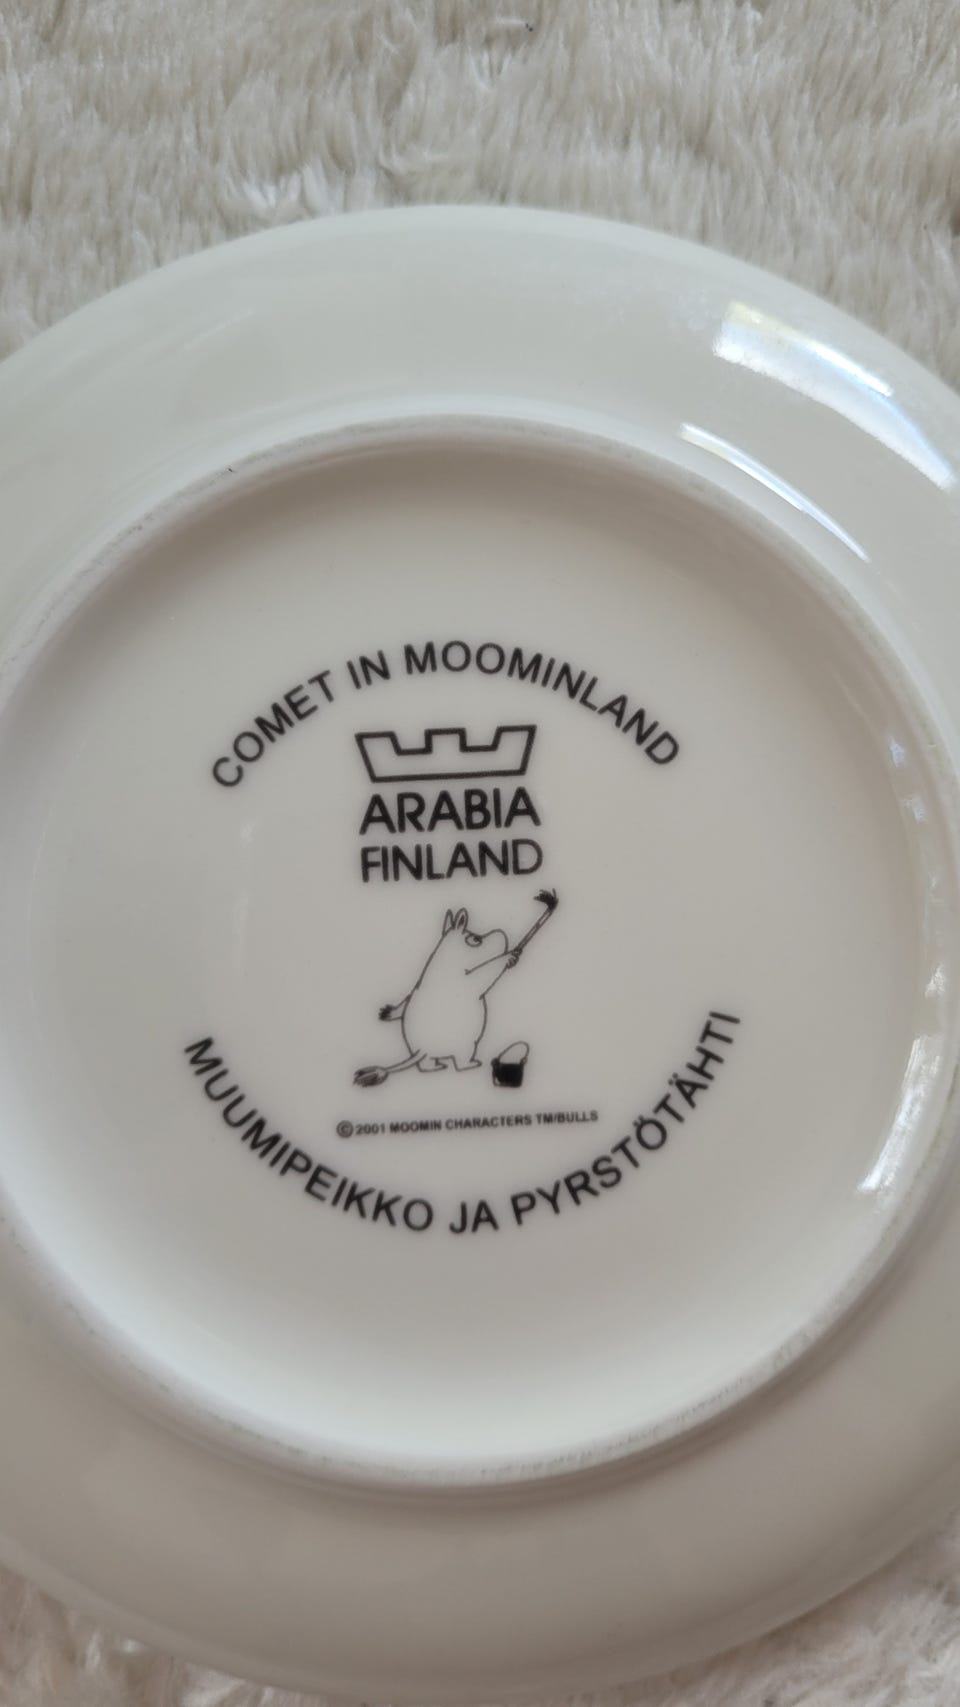 COMET IN MOOMINLAND
ARABIA
FINLAND
©2001 MOOMIN CHARACTERS TM/BULLS
MUUMIPEIKKO JA PYRSTÖTÄHTI